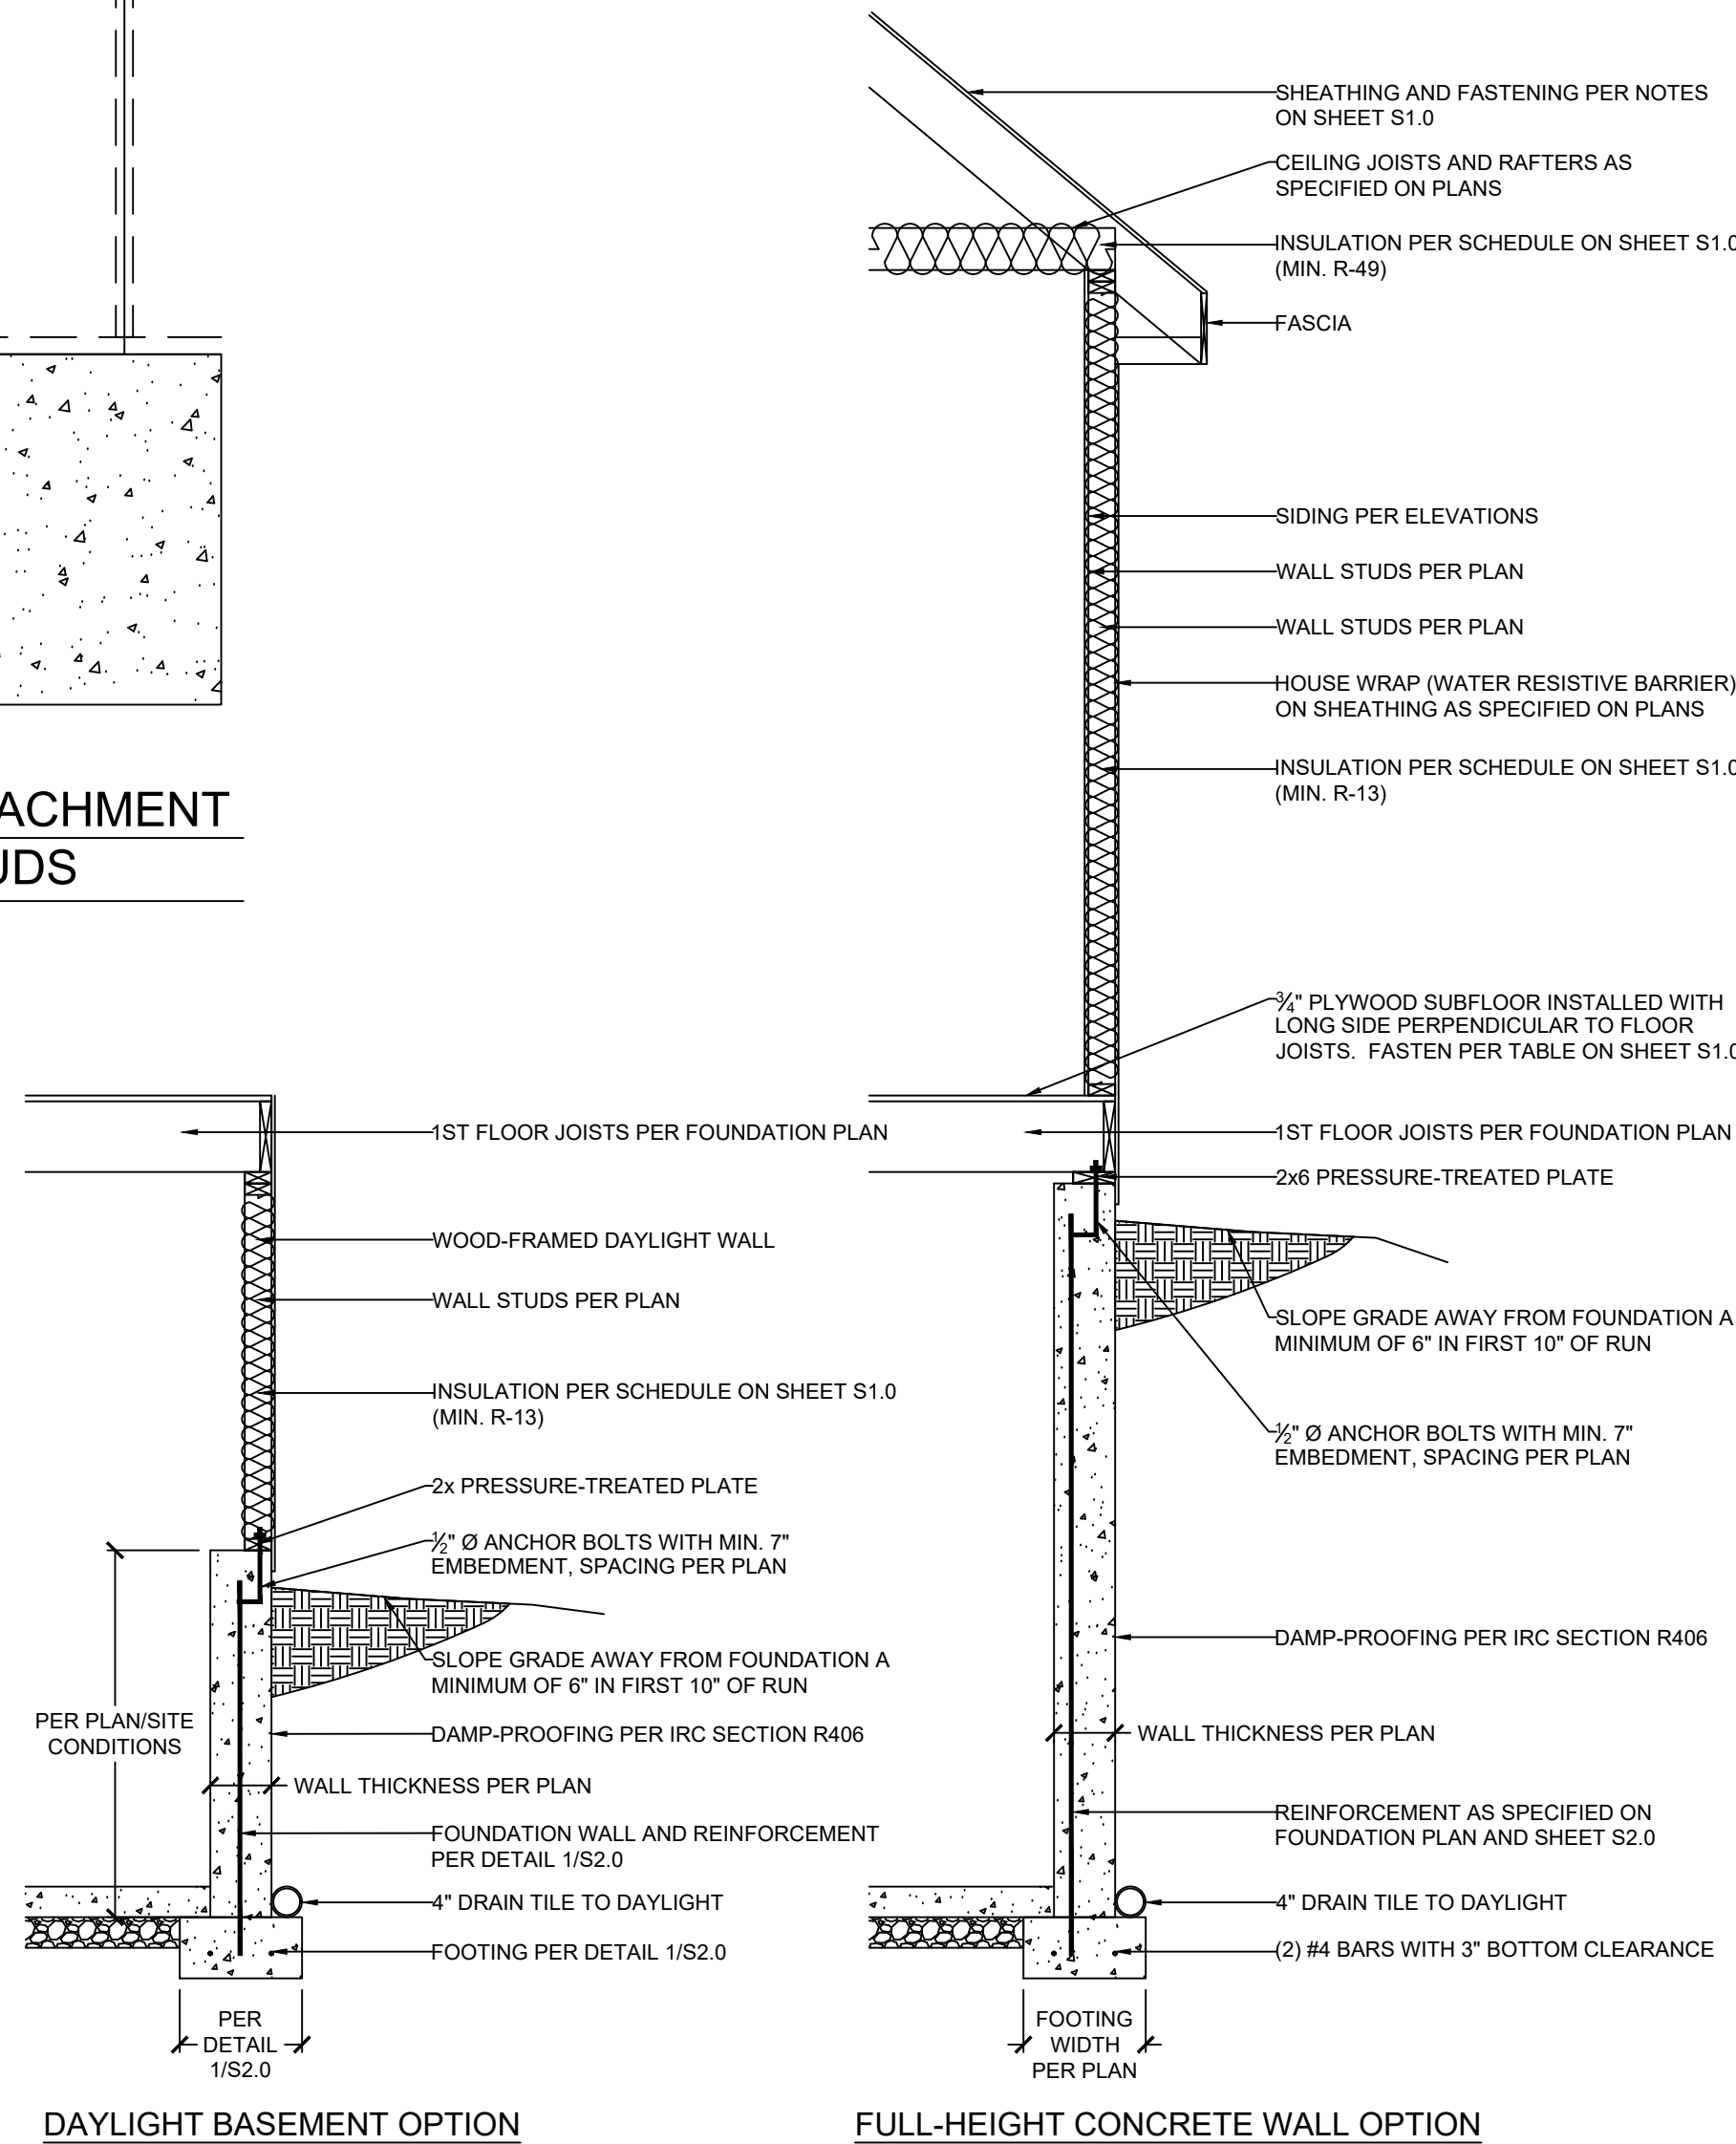 ACHMENT
UDS
SHEATHING AND FASTENING PER NOTES
ON SHEET S1.0
CEILING JOISTS AND RAFTERS AS
SPECIFIED ON PLANS
INSULATION PER SCHEDULE ON SHEET S1.0
(MIN. R-49)
FASCIA
SIDING PER ELEVATIONS
WALL STUDS PER PLAN
WALL STUDS PER PLAN
HOUSE WRAP (WATER RESISTIVE BARRIER)
ON SHEATHING AS SPECIFIED ON PLANS
INSULATION PER SCHEDULE ON SHEET S1.0
(MIN. R-13)
¾" PLYWOOD SUBFLOOR INSTALLED WITH
LONG SIDE PERPENDICULAR TO FLOOR
JOISTS. FASTEN PER TABLE ON SHEET S1.0
1ST FLOOR JOISTS PER FOUNDATION PLAN
2x6 PRESSURE-TREATED PLATE
SLOPE GRADE AWAY FROM FOUNDATION A
MINIMUM OF 6" IN FIRST 10" OF RUN
½" Ø ANCHOR BOLTS WITH MIN. 7"
EMBEDMENT, SPACING PER PLAN
DAMP-PROOFING PER IRC SECTION R406
WALL THICKNESS PER PLAN
REINFORCEMENT AS SPECIFIED ON
FOUNDATION PLAN AND SHEET S2.0
4" DRAIN TILE TO DAYLIGHT
(2) #4 BARS WITH 3" BOTTOM CLEARANCE
FOOTING
WIDTH
PER PLAN
FULL-HEIGHT CONCRETE WALL OPTION
1ST FLOOR JOISTS PER FOUNDATION PLAN
WOOD-FRAMED DAYLIGHT WALL
WALL STUDS PER PLAN
INSULATION PER SCHEDULE ON SHEET S1.0
(MIN. R-13)
2x PRESSURE-TREATED PLATE
½" Ø ANCHOR BOLTS WITH MIN. 7"
EMBEDMENT, SPACING PER PLAN
SLOPE GRADE AWAY FROM FOUNDATION A
MINIMUM OF 6" IN FIRST 10" OF RUN
PER PLAN/SITE
CONDITIONS
DAMP-PROOFING PER IRC SECTION R406
WALL THICKNESS PER PLAN
FOUNDATION WALL AND REINFORCEMENT
PER DETAIL 1/S2.0
4" DRAIN TILE TO DAYLIGHT
FOOTING PER DETAIL 1/S2.0
PER
DETAIL
1/S2.0
DAYLIGHT BASEMENT OPTION